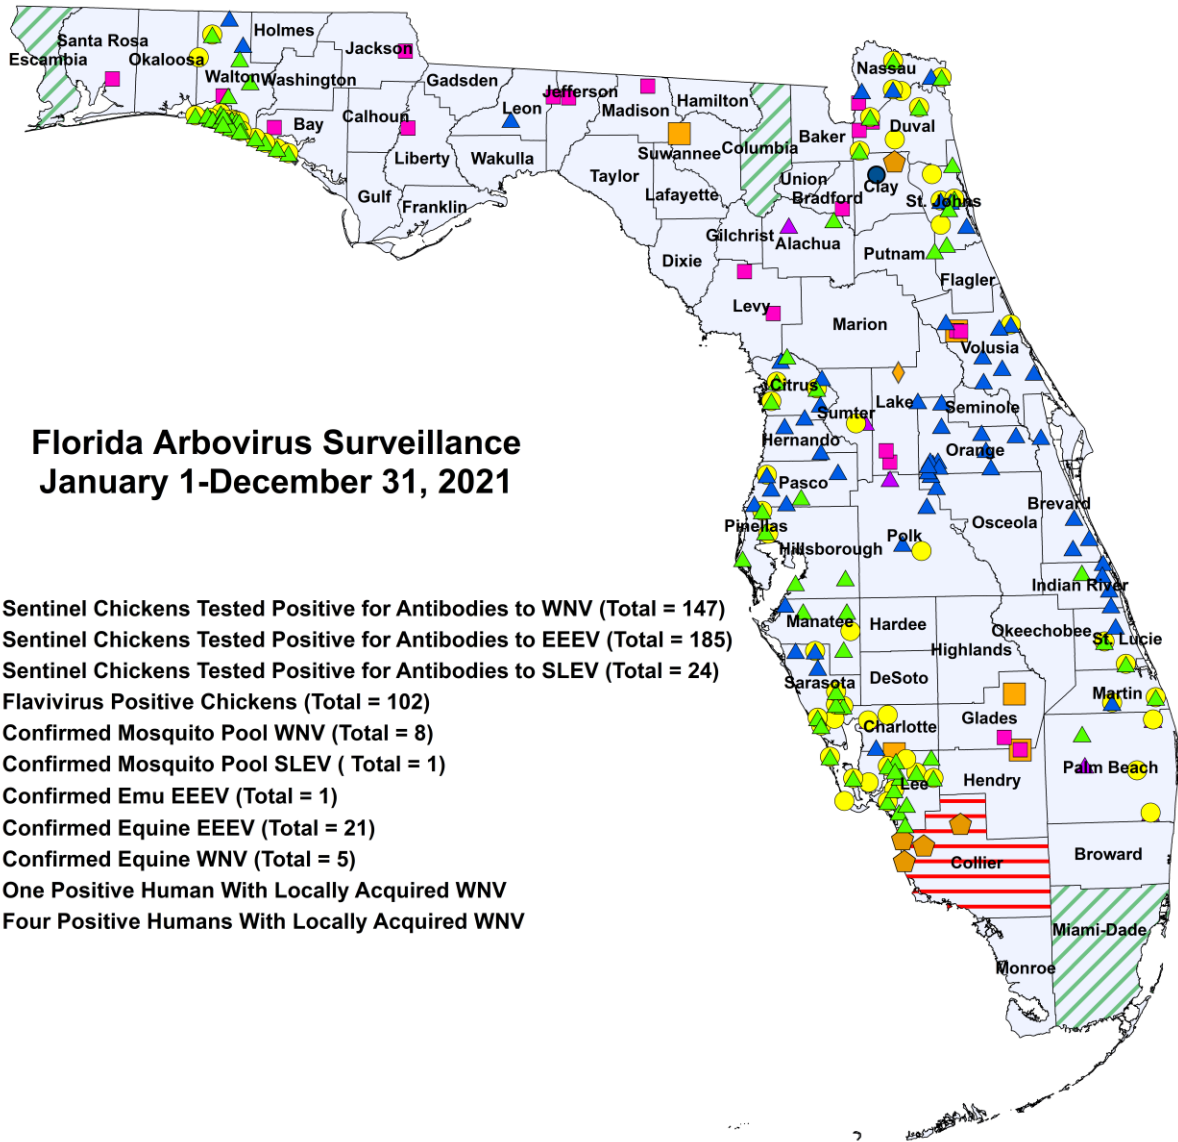 Holmes
Santa Rosa
Jackson
Escambia
Okaloosa
Walton
Washington
Gadsden
Jefferson
Leon
Madison
Hamilton
Nassau
Calhoun
Bay
Duval
Baker
Columbia
Suwannee
Liberty
Wakulla
Taylor
Union
Clay
Lafayette
Bradford
St. Johns
Gulf
Franklin
Gilchrist
Alachua
Putnam
Dixie
Flagler
Levy
Marion
Volusia
Citrus
Lake
Seminole
Sumter
Hernando
Orange
Florida Arbovirus Surveillance
January 1-December 31, 2021
Pasco
Brevard
Osceola
Pinellas
Polk
Hillsborough
Indian River
Sentinel Chickens Tested Positive for Antibodies to WNV (Total = 147)
Sentinel Chickens Tested Positive for Antibodies to EEEV (Total = 185)
Sentinel Chickens Tested Positive for Antibodies to SLEV (Total = 24)
Flavivirus Positive Chickens (Total = 102)
Confirmed Mosquito Pool WNV (Total = 8)
Confirmed Mosquito Pool SLEV ( Total = 1)
Confirmed Emu EEEV (Total = 1)
Confirmed Equine EEEV (Total = 21)
Confirmed Equine WNV (Total = 5)
One Positive Human With Locally Acquired WNV
Four Positive Humans With Locally Acquired WNV
Manatee
Hardee
Okeechobee
St. Lucie
Highlands
Sarasota
DeSoto
Martin
Charlotte
Glades
Palm Beach
Lee
Hendry
Collier
Broward
Miami-Dade
Monroe